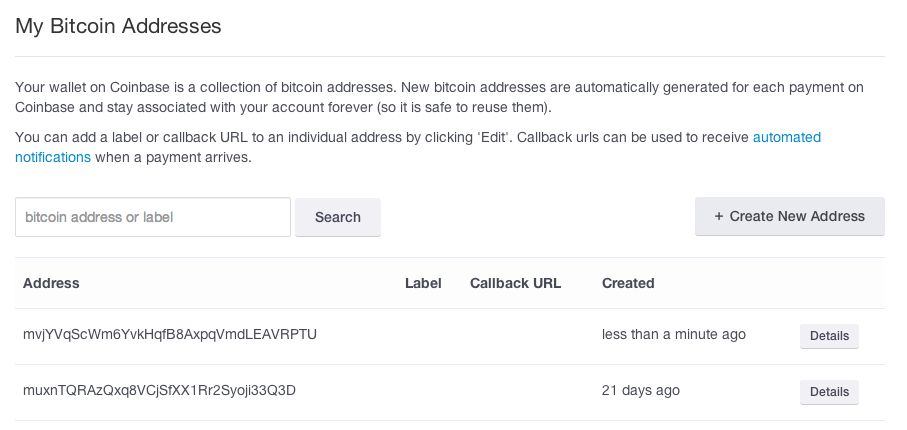 My Bitcoin Addresses
Your wallet on Coinbase is a collection of bitcoin addresses. New bitcoin addresses are automatically generated for each payment on
Coinbase and stay associated with your account forever (so it is safe to reuse them).
You can add a label or callback URL to an individual address by clicking 'Edit'. Callback urls can be used to receive automated
notifications when a payment arrives.
bitcoin address or label Search + Create New Address
Address Label Callback URL Created
mvjYVqScWm6YvkHqfB8AxpqVmdLEAVRPTU less than a minute ago Details
muxnTQRAzQxq8VCjSfXX1Rr2Syoji33Q3D 21 days ago Details